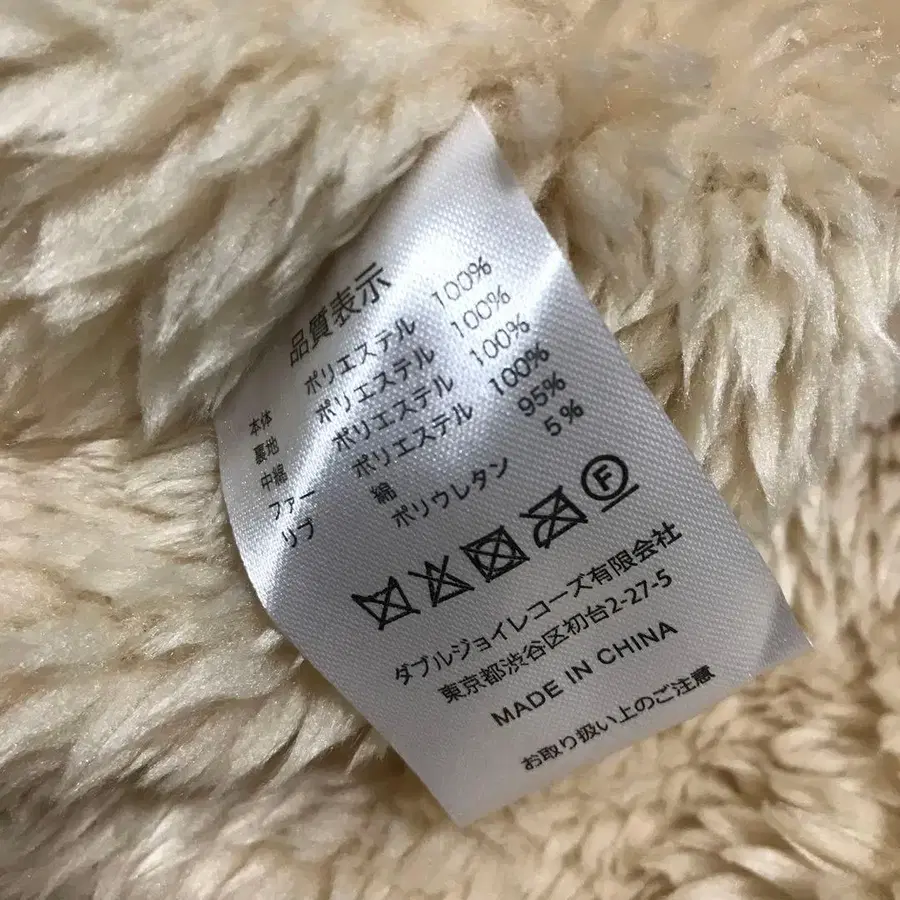 品質表示
本体 ポリエステル 100%
裏地 ポリエステル 100%
中綿 ポリエステル 100%
ファー ポリエステル 100%
リブ 綿 95%
ポリウレタン 5%
F
ダブルジョイレコーズ有限会社
東京都渋谷区初台2-27-5
MADE IN CHINA
お取り扱い上のご注意